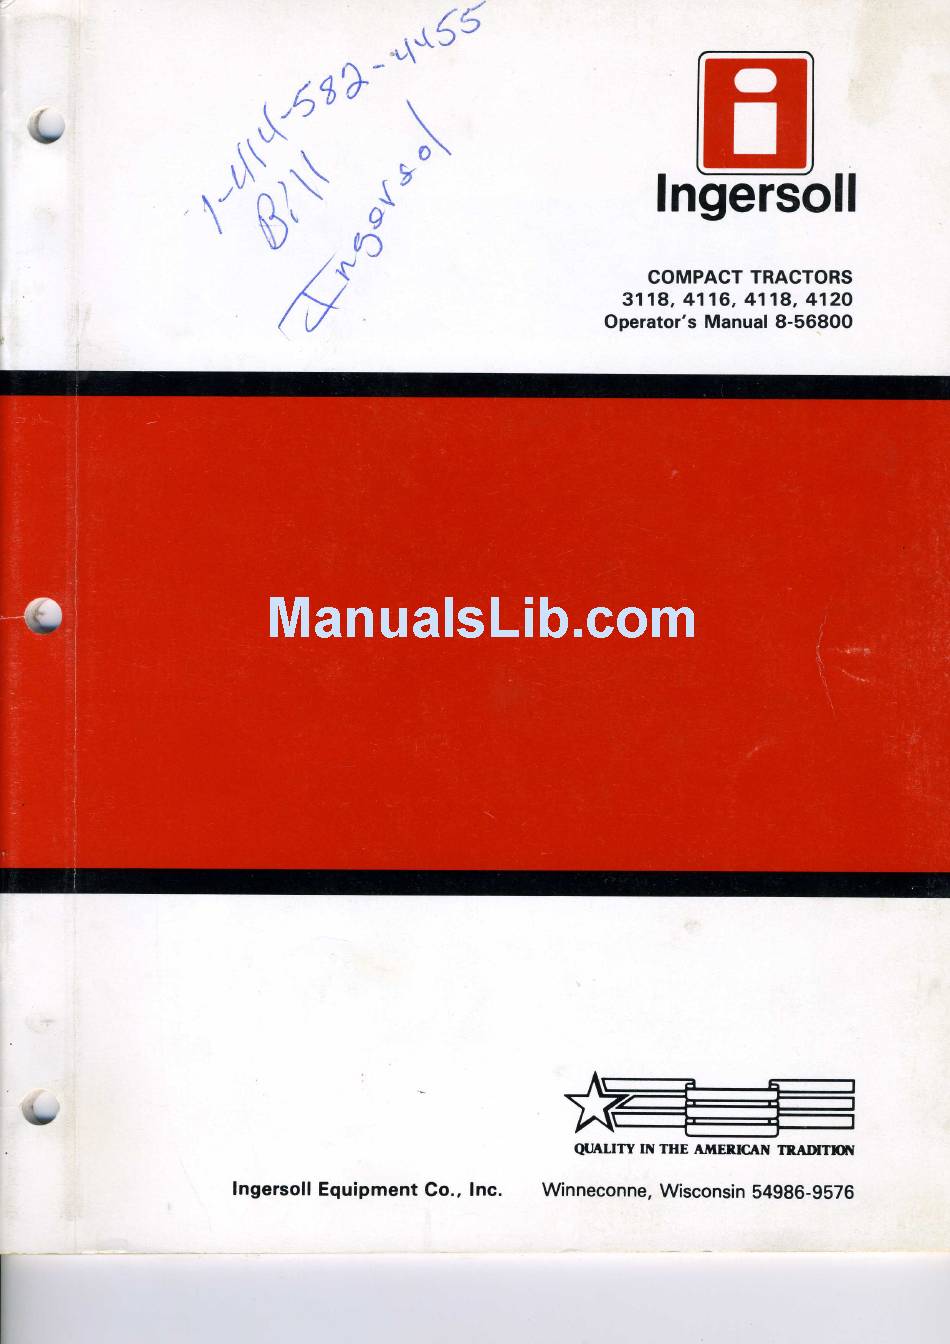 1-414-582-4455
Bill
Ingersol
Ingersoll
COMPACT TRACTORS
3118, 4116, 4118, 4120
Operator's Manual 8-56800
ManualsLib.com
QUALITY IN THE AMERICAN TRADITION
Ingersoll Equipment Co., Inc. Winneconne, Wisconsin 54986-9576